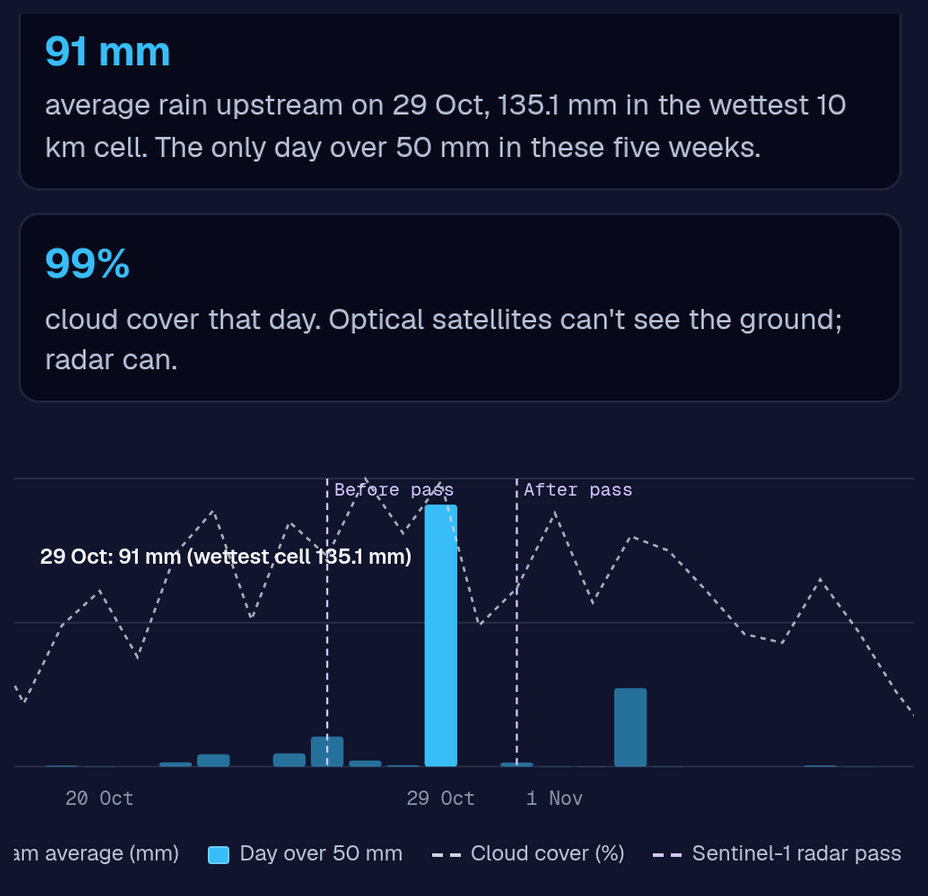 91 mm
average rain upstream on 29 Oct, 135.1 mm in the wettest 10
km cell. The only day over 50 mm in these five weeks.
99%
cloud cover that day. Optical satellites can't see the ground;
radar can.
Before pass
After pass
29 Oct: 91 mm (wettest cell 135.1 mm)
20 Oct
29 Oct
1 Nov
average (mm)
Day over 50 mm
Cloud cover (%)
Sentinel-1 radar pass